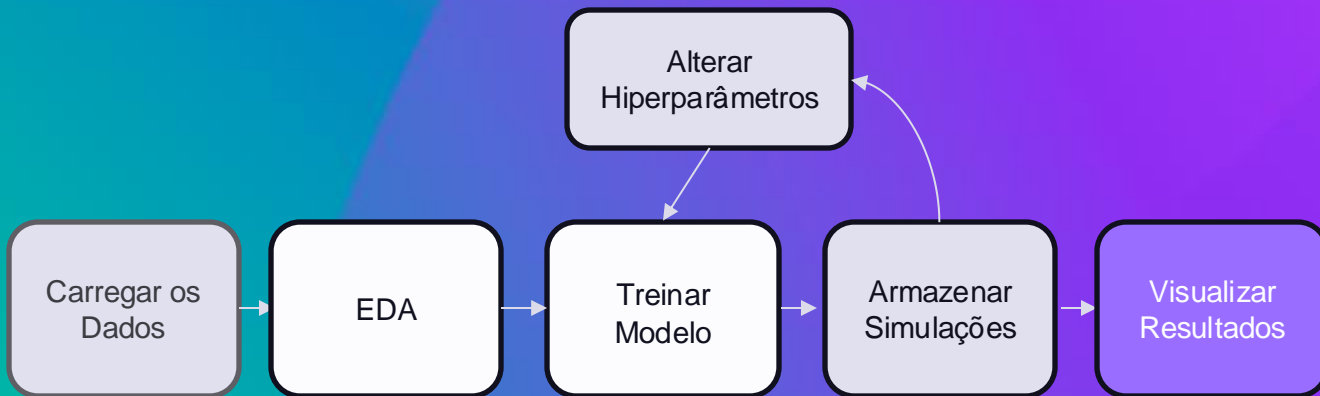 Alterar
Hiperparâmetros
Carregar os
Dados
EDA
Treinar
Modelo
Armazenar
Simulações
Visualizar
Resultados